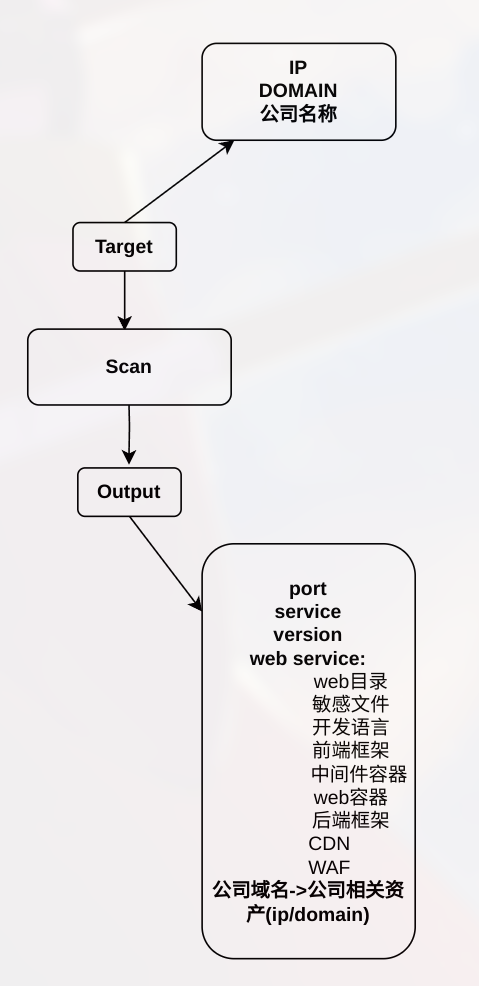 IP
DOMAIN
公司名称
Target
Scan
Output
port
service
version
web service:
web目录
敏感文件
开发语言
前端框架
中间件容器
web容器
后端框架
CDN
WAF
公司域名->公司相关资
产(ip/domain)